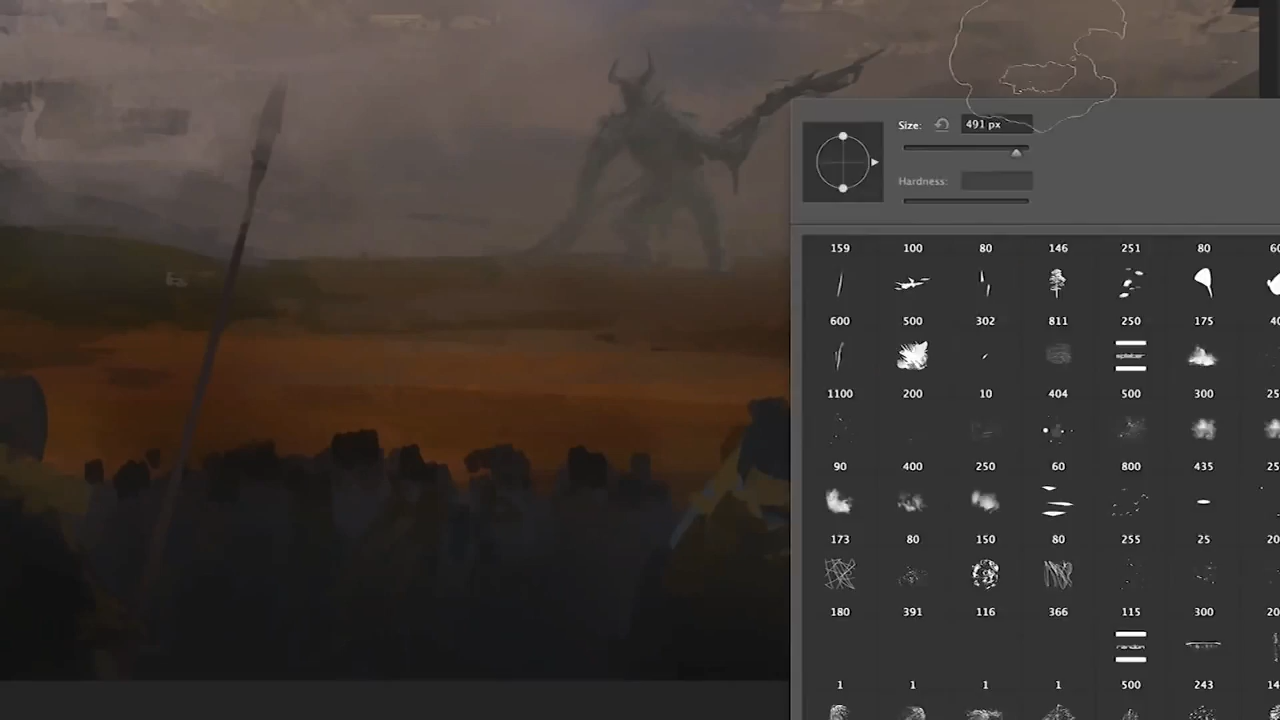 Size: 491 px
Hardness:
159 100 80 146 251 80
600 500 302 811 250 175
splatter
1100 200 10 404 500 300
90 400 250 60 800 435
173 80 150 80 255 25
180 391 116 366 115 300
random
1 1 1 1 500 243